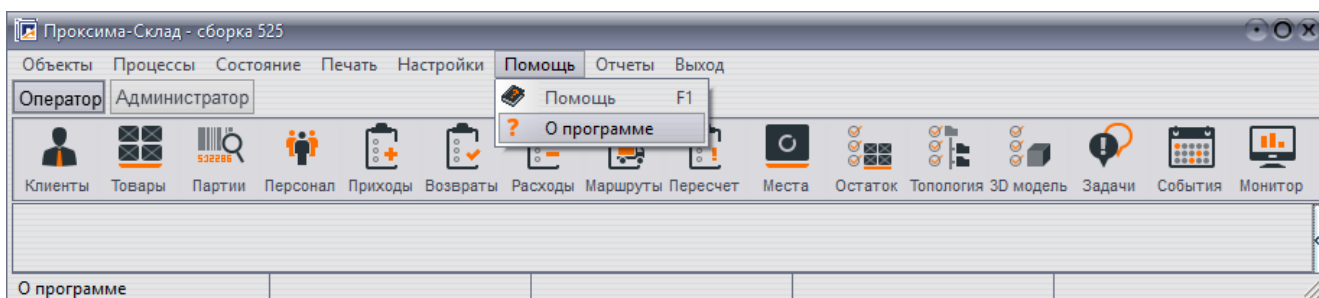 Проксима-Склад - сборка 525
Объекты Процессы Состояние Печать Настройки Помощь Отчеты Выход
Оператор Администратор
Помощь F1
? О программе
532286
Клиенты Товары Партии Персонал Приходы Возвраты Расходы Маршруты Пересчет Места Остаток Топология 3D модель Задачи События Монитор
О программе